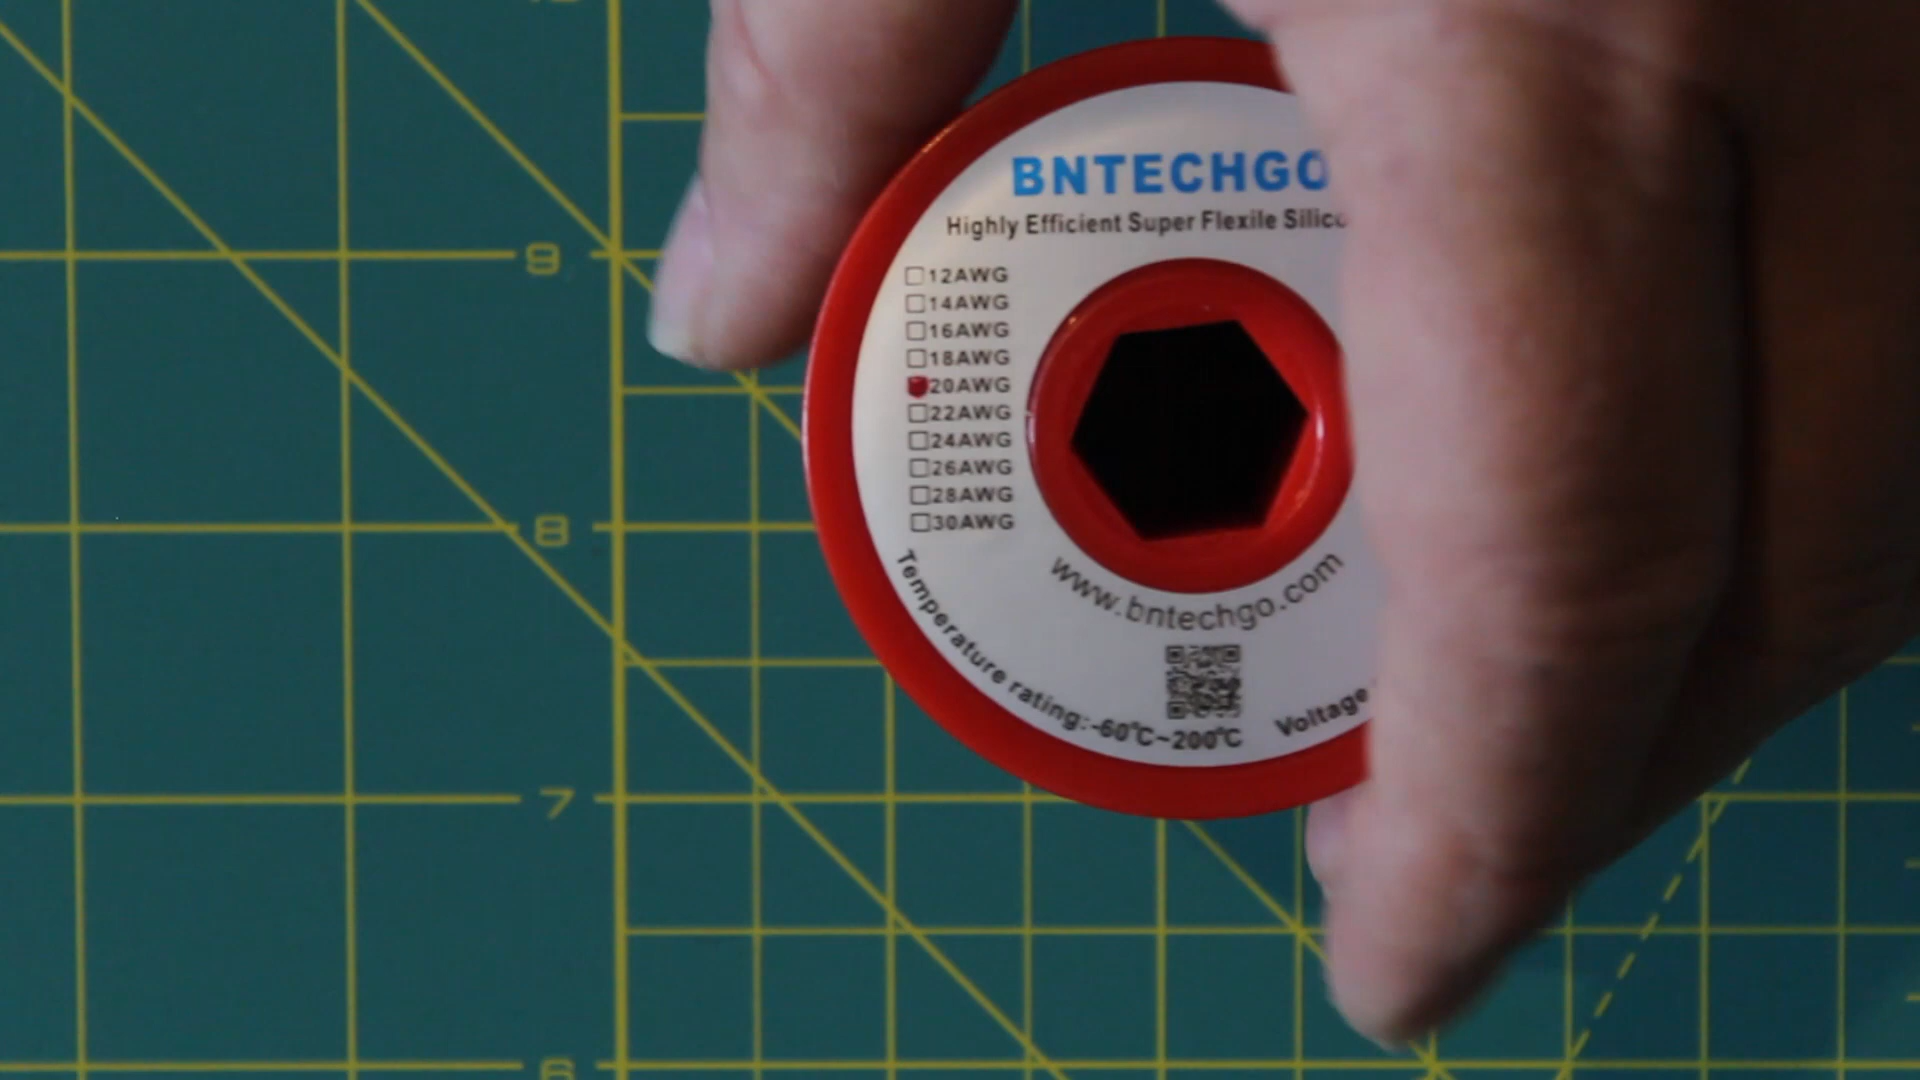 BNTECHGO
Highly Efficient Super Flexile
☐12AWG
☐14AWG
☐16AWG
☐18AWG
20AWG
☐22AWG
☐24AWG
☐26AWG
☐28AWG
☐30AWG
www.bntechgo.com
Temperature rating:-60℃~200℃
Voltage
9
8
7
6